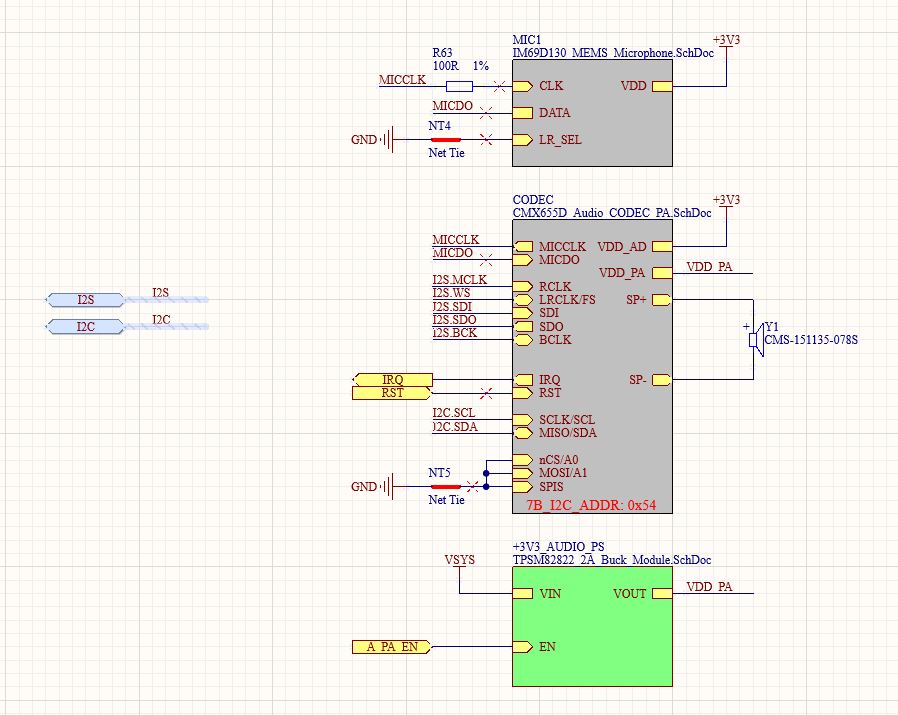 MIC1
IM69D130_MEMS_Microphone.SchDoc
+3V3
R63
100R 1%
MICCLK
CLK
VDD
MICDO
DATA
NT4
GND
LR_SEL
Net Tie
CODEC
CMX655D_Audio_CODEC_PA.SchDoc
+3V3
MICCLK
MICCLK
VDD_AD
MICDO
MICDO
VDD_PA
VDD_PA
I2S.MCLK
RCLK
I2S
I2S
I2S.WS
LRCLK/FS
SP+
I2S.SDI
SDI
I2C
I2C
I2S.SDO
SDO
+
Y1
I2S.BCK
BCLK
CMS-151135-078S
IRQ
IRQ
SP-
RST
RST
I2C.SCL
SCLK/SCL
I2C.SDA
MISO/SDA
nCS/A0
NT5
MOSI/A1
GND
SPIS
Net Tie
7B_I2C_ADDR: 0x54
+3V3_AUDIO_PS
TPSM82822_2A_Buck_Module.SchDoc
VSYS
VIN
VOUT
VDD_PA
A_PA_EN
EN